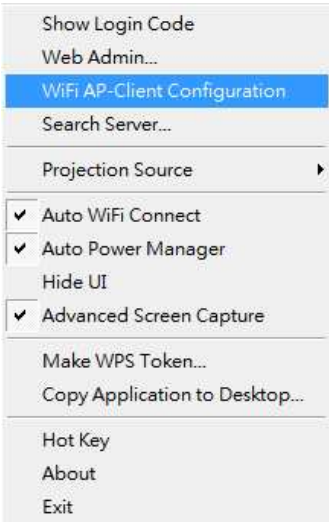 Show Login Code
Web Admin...
WiFi AP-Client Configuration
Search Server...
Projection Source
Auto WiFi Connect
Auto Power Manager
Hide UI
Advanced Screen Capture
Make WPS Token...
Copy Application to Desktop...
Hot Key
About
Exit